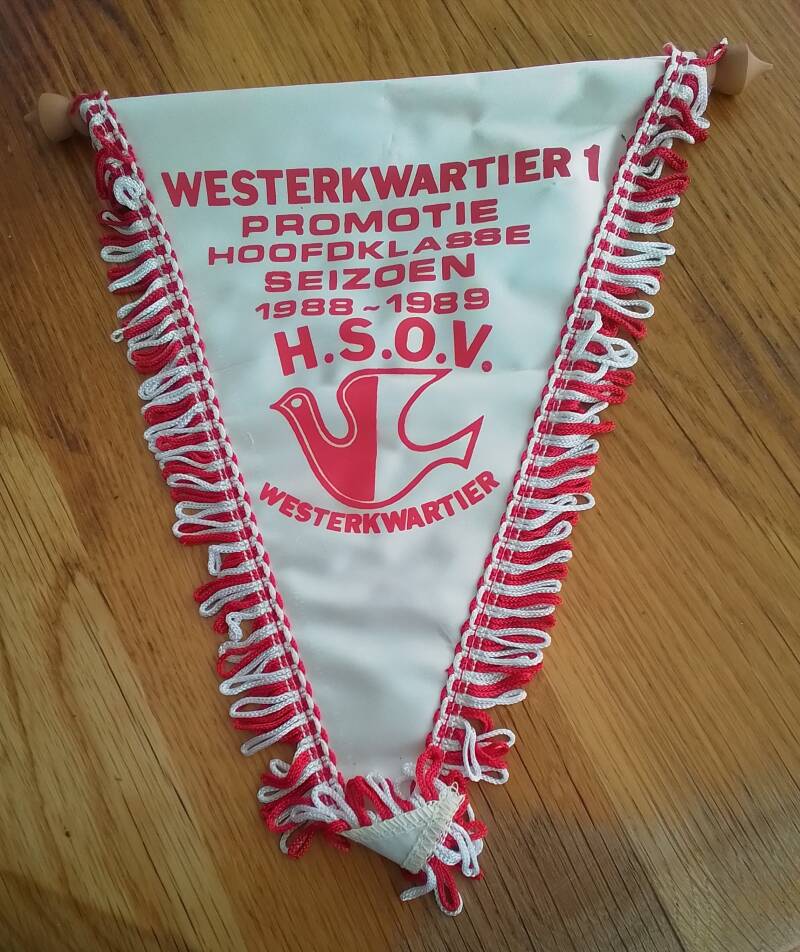 WESTERKWARTIER 1
PROMOTIE
HOOFDKLASSE
SEIZOEN
1988~1989
H.S.O.V.
WESTERKWARTIER